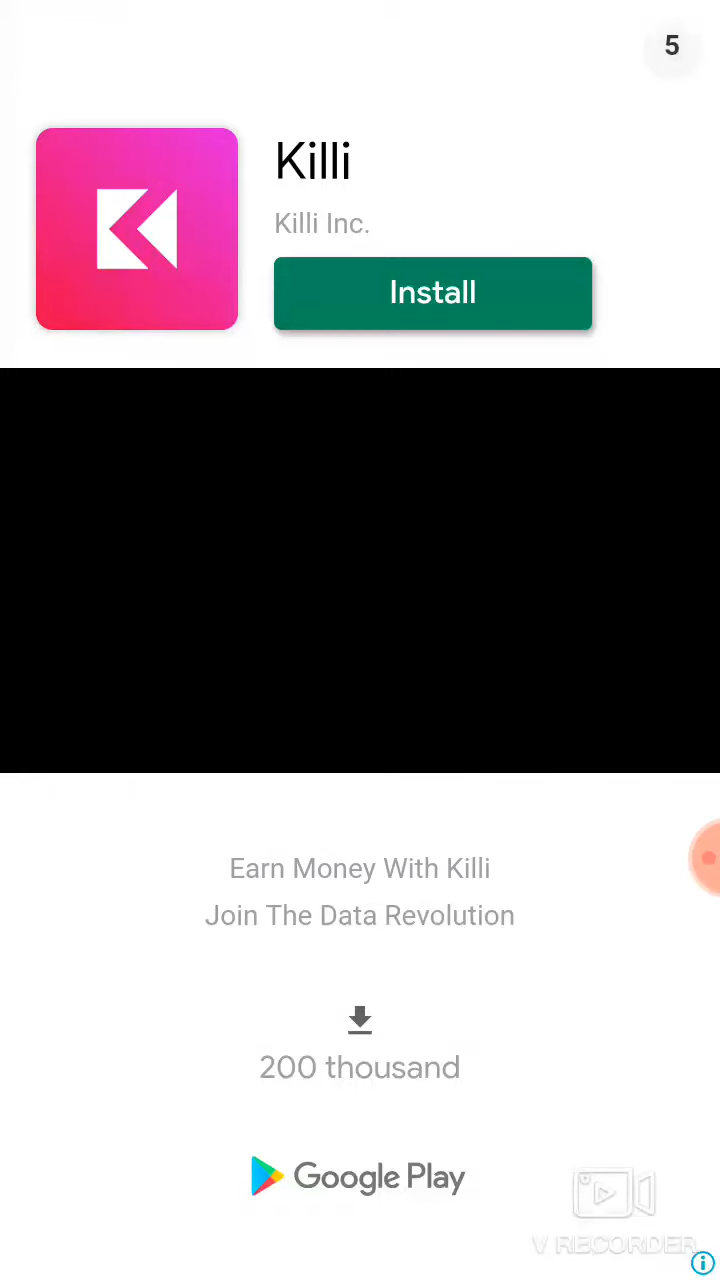 5
Killi
Killi Inc.
Install
Earn Money With Killi
Join The Data Revolution
200 thousand
Google Play
V RECORDER